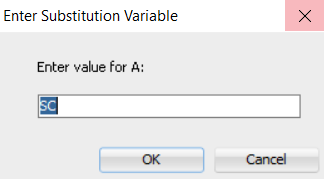 Enter Substitution Variable
Enter value for A:
SC
OK Cancel